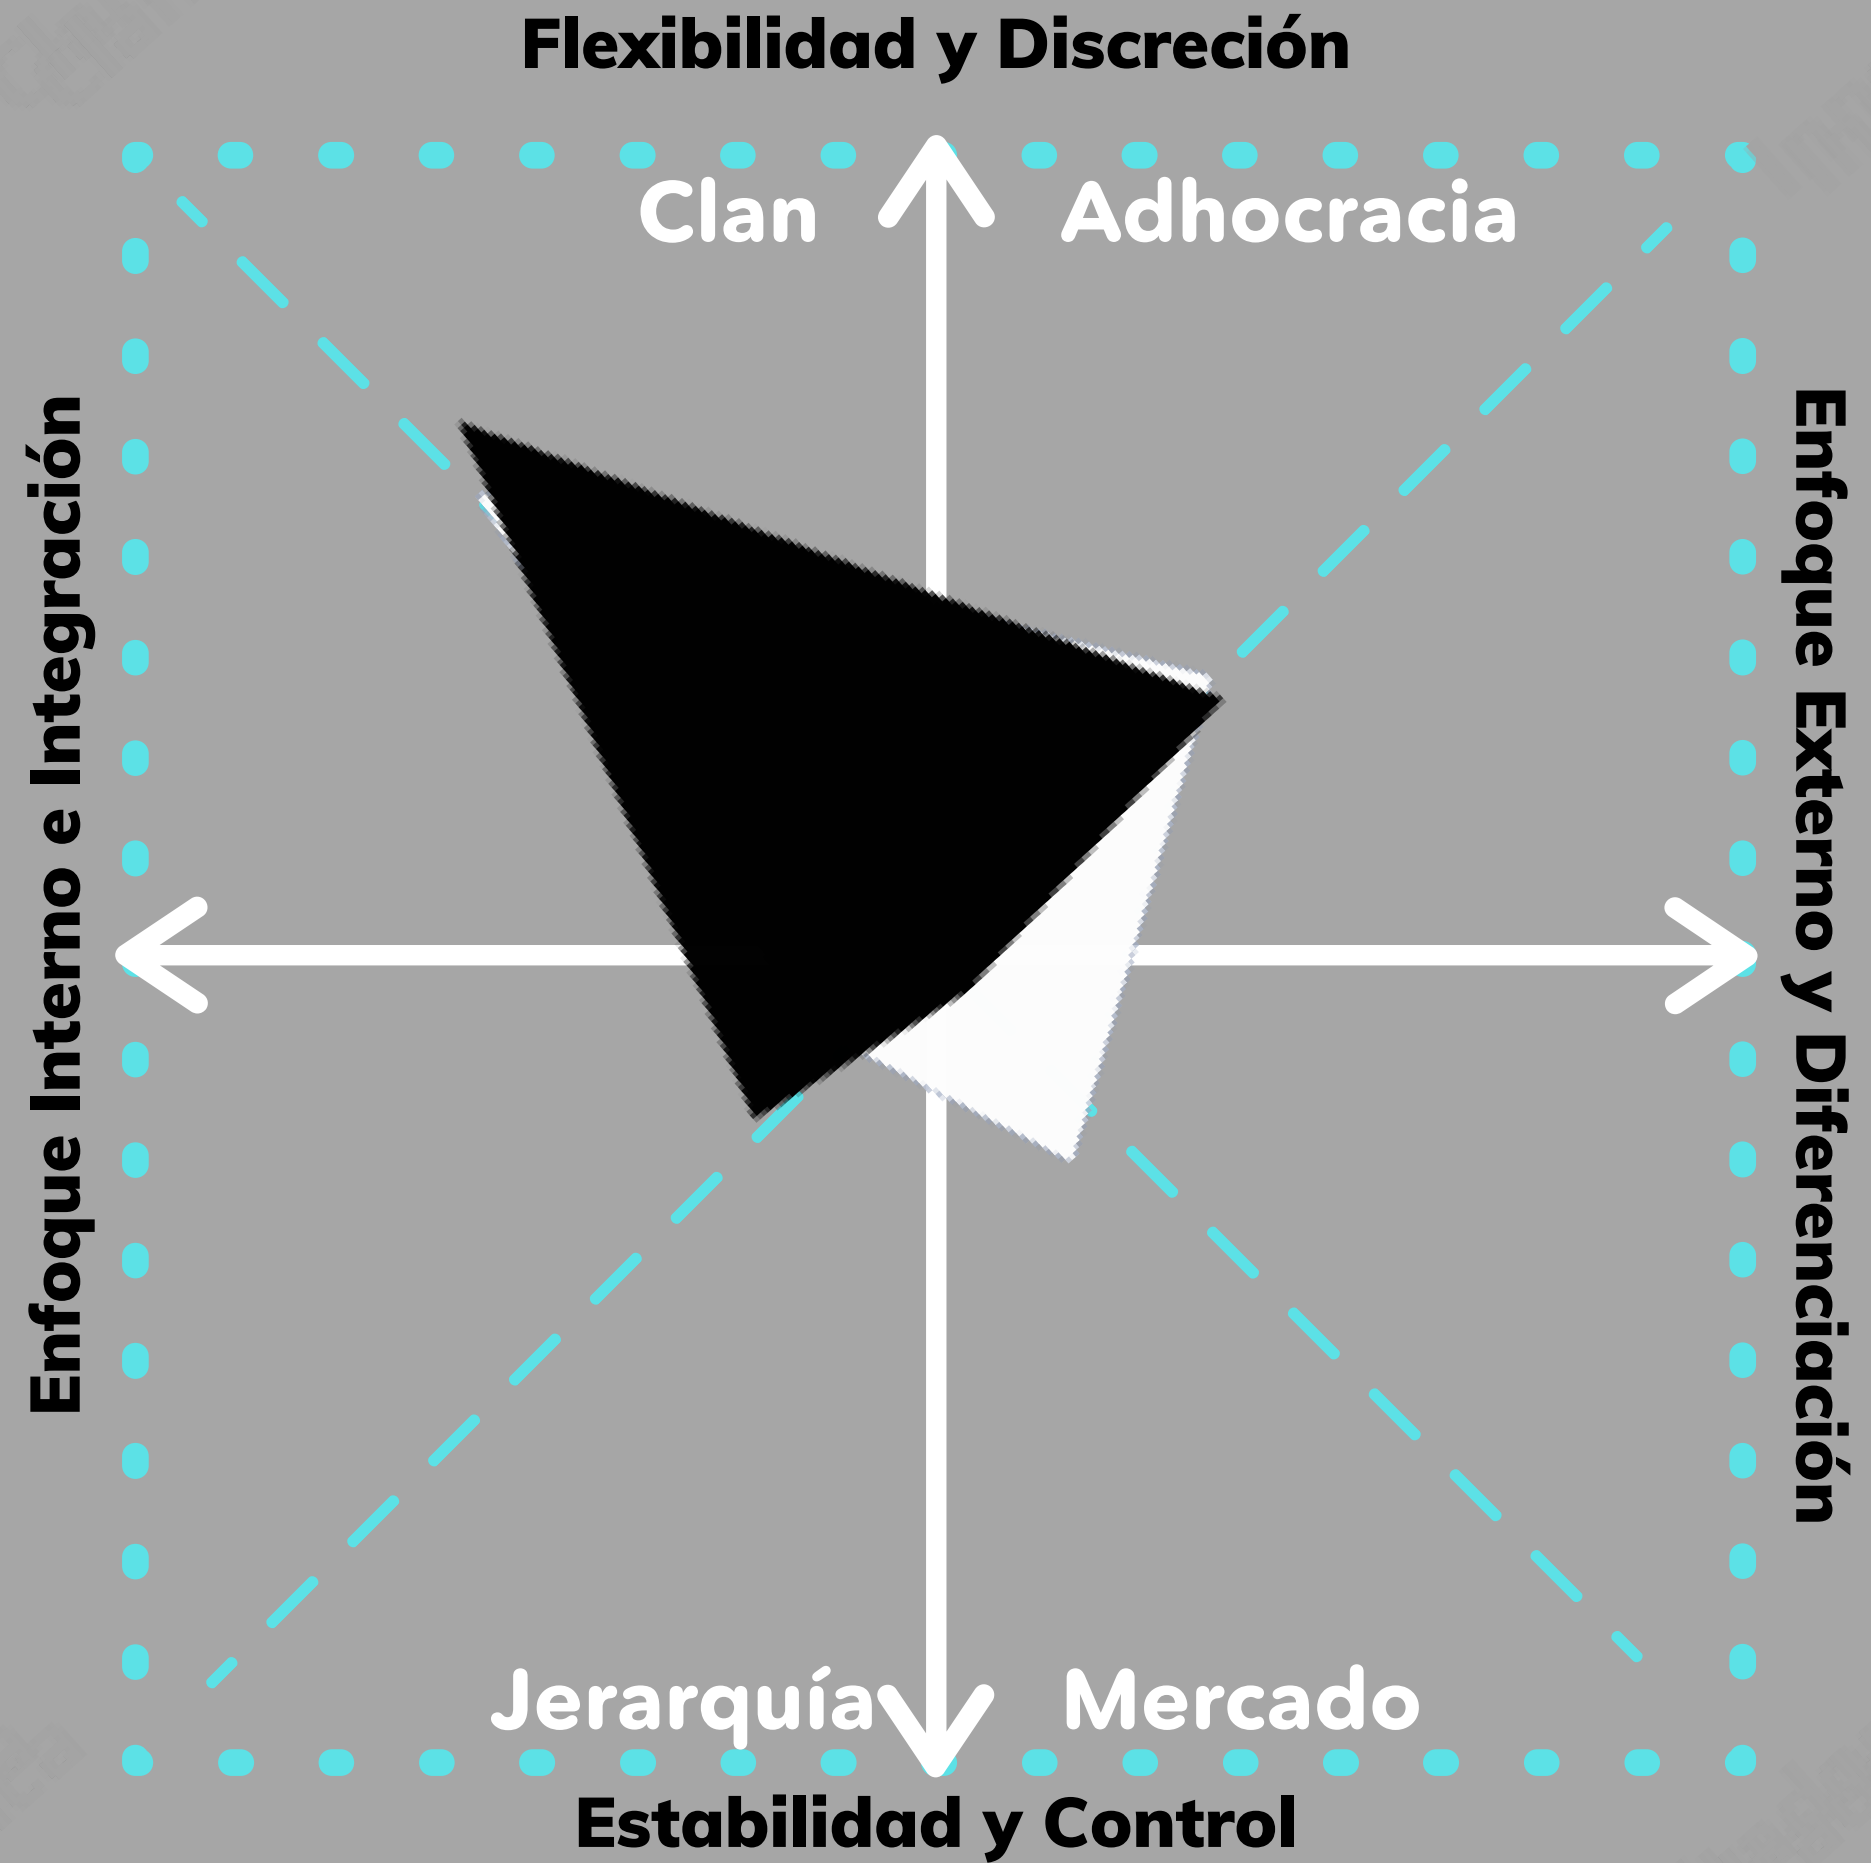 Flexibilidad y Discreción
Clan
Adhocracia
Enfoque Interno e Integración
Enfoque Externo y Diferenciación
Jerarquía
Mercado
Estabilidad y Control